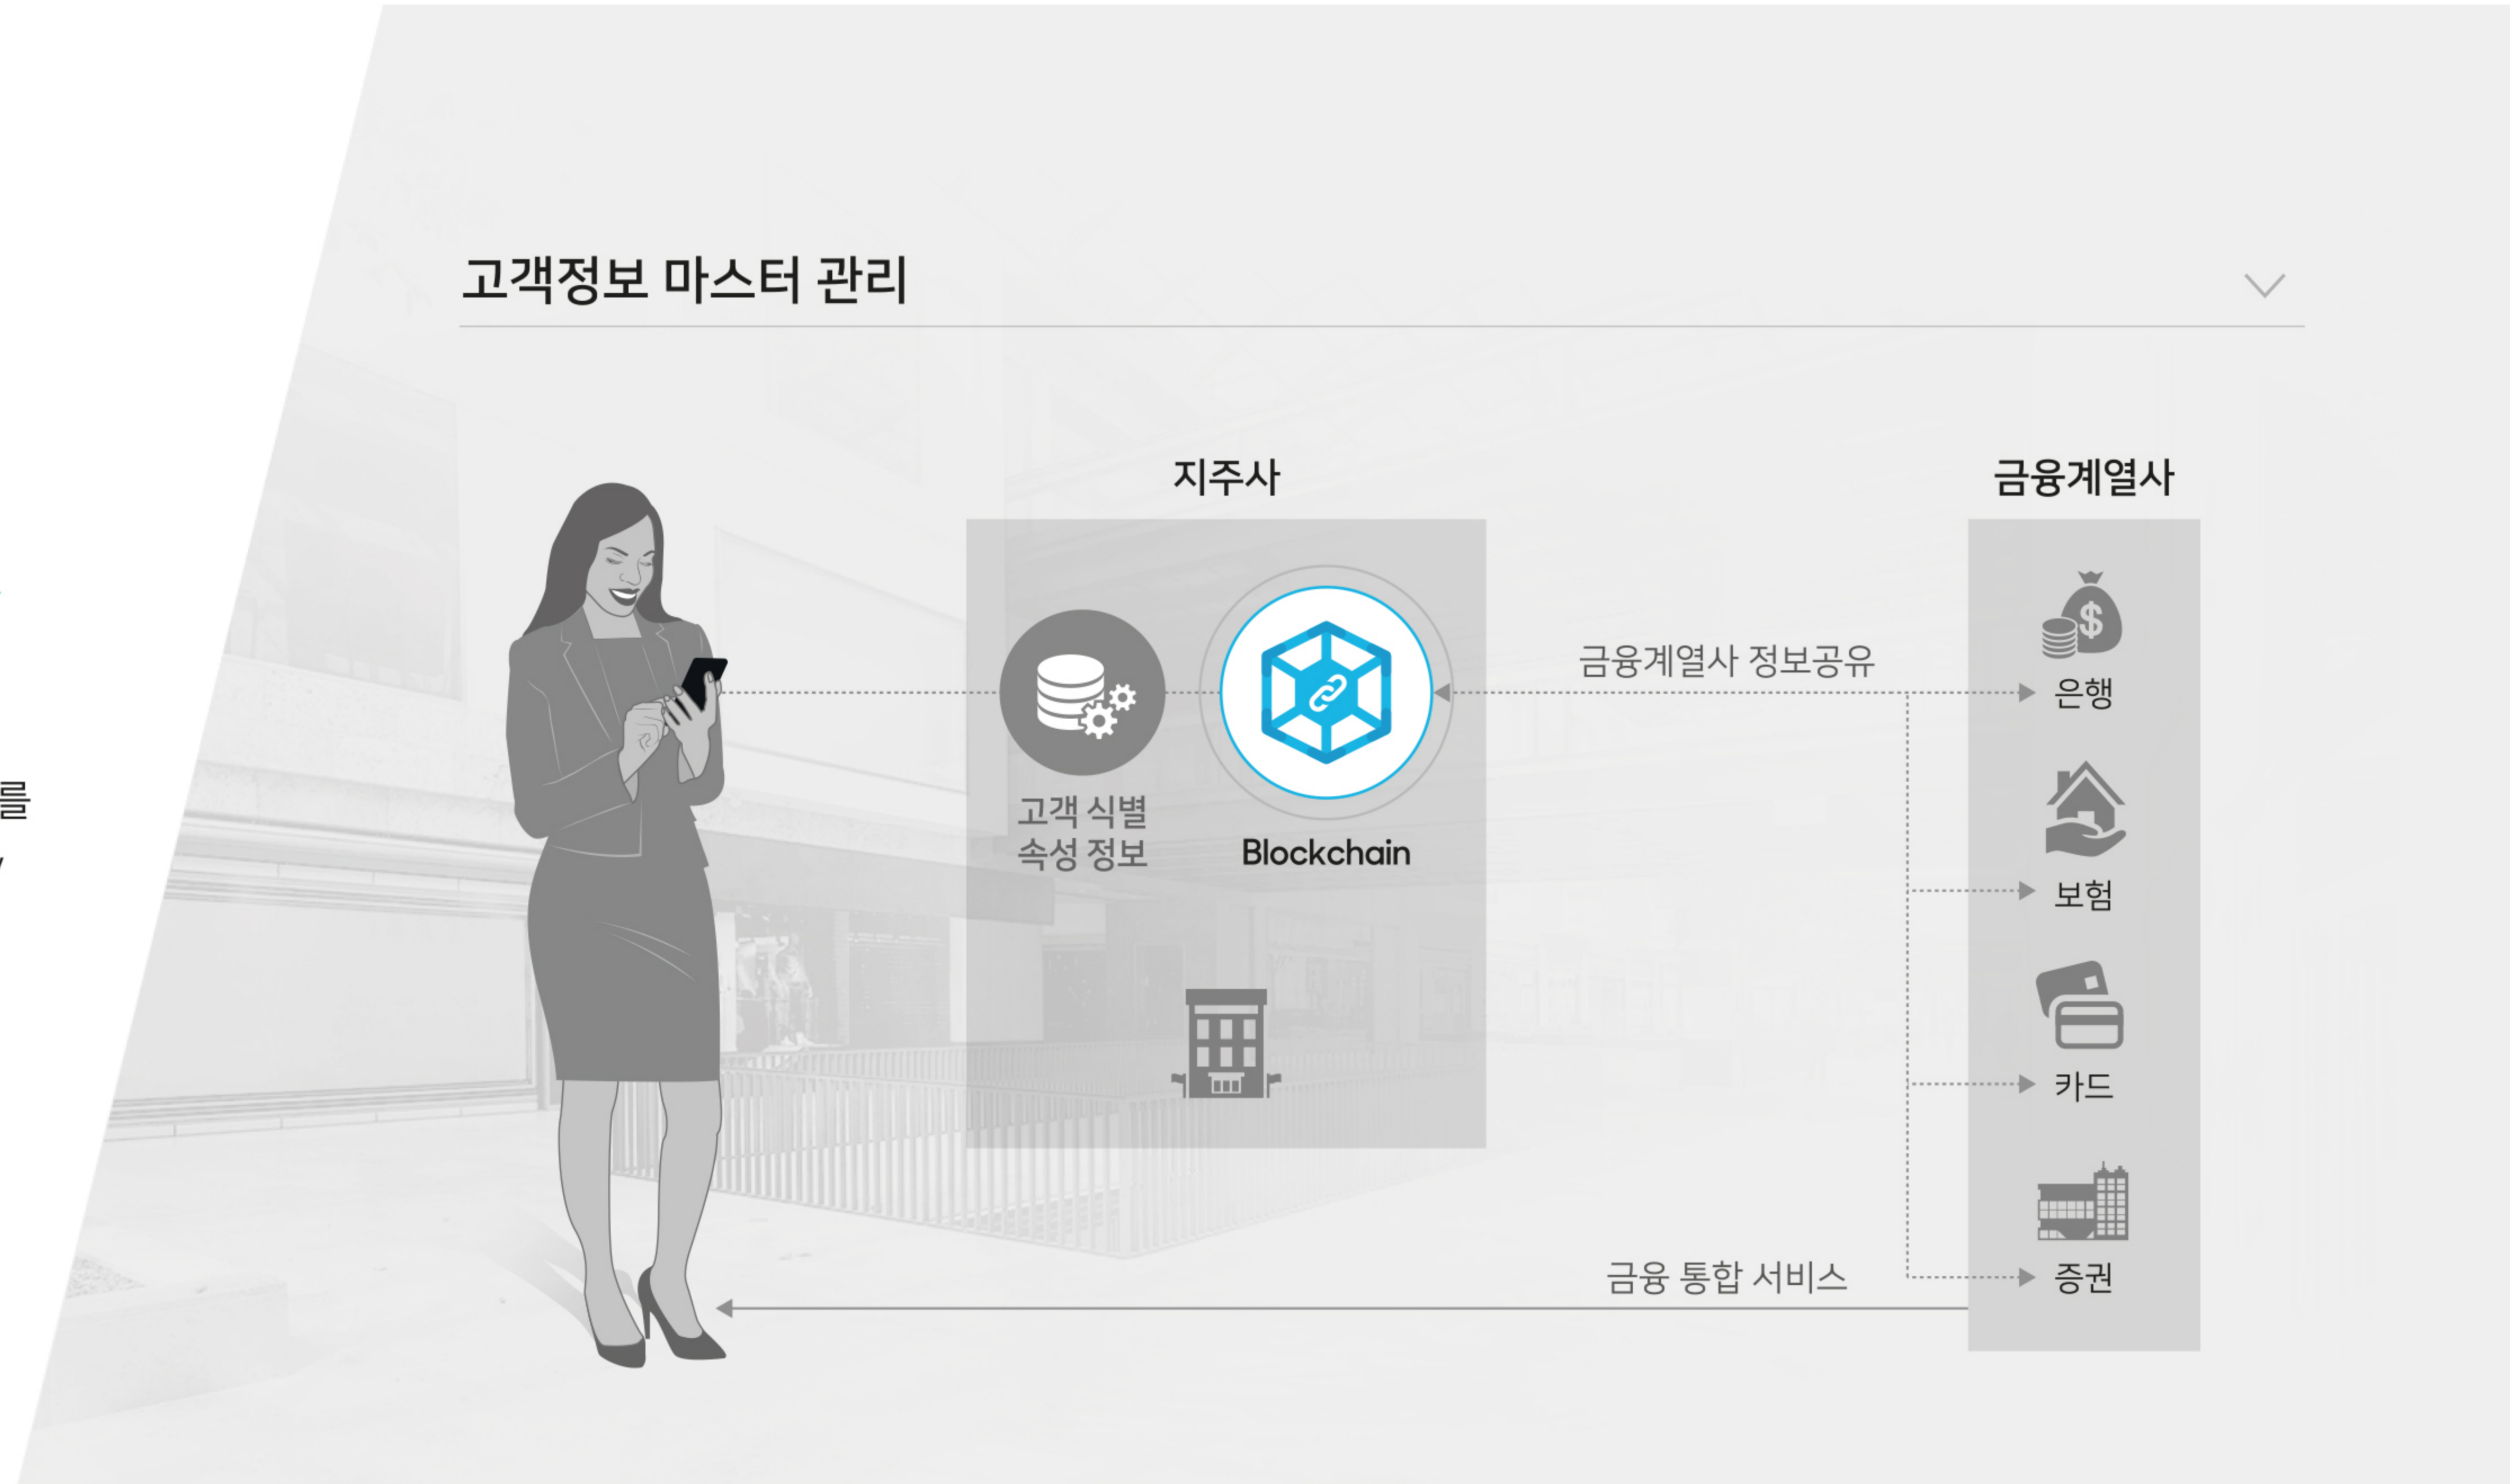 고객정보 마스터 관리
지주사
금융계열사
를
고객 식별
속성 정보
Blockchain
금융계열사 정보공유
은행
보험
카드
증권
금융 통합 서비스